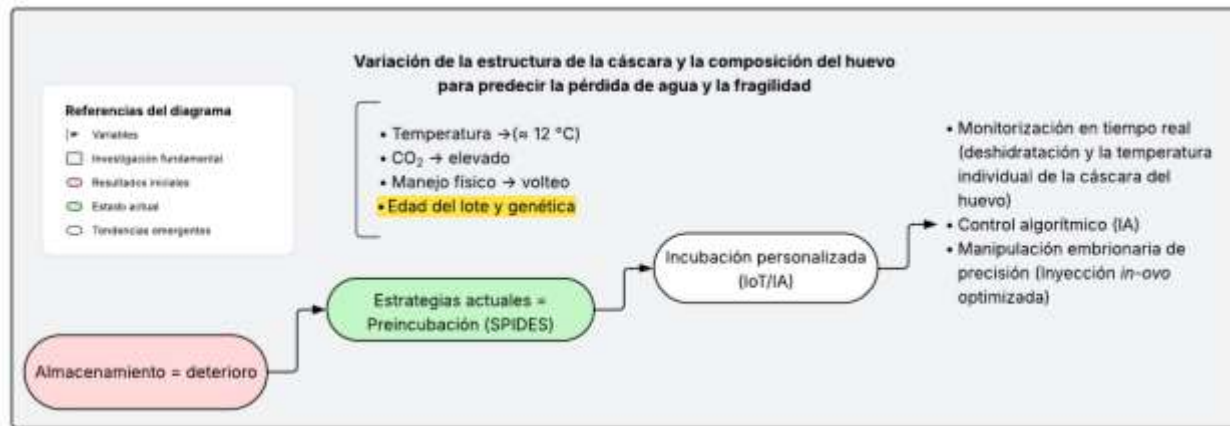 Variación de la estructura de la cáscara y la composición del huevo
para predecir la pérdida de agua y la fragilidad
Referencias del diagrama
Variables
Investigación fundamental
Resultados iniciales
Estado actual
Tendencias emergentes
• Temperatura →(≈ 12 °C)
• CO₂ → elevado
• Manejo físico → volteo
• Edad del lote y genética
• Monitorización en tiempo real
(deshidratación y la temperatura
individual de la cáscara del
huevo)
• Control algorítmico (IA)
• Manipulación embrionaria de
precisión (Inyección in-ovo
optimizada)
Incubación personalizada
(IoT/IA)
Estrategias actuales =
Preincubación (SPIDES)
Almacenamiento = deterioro